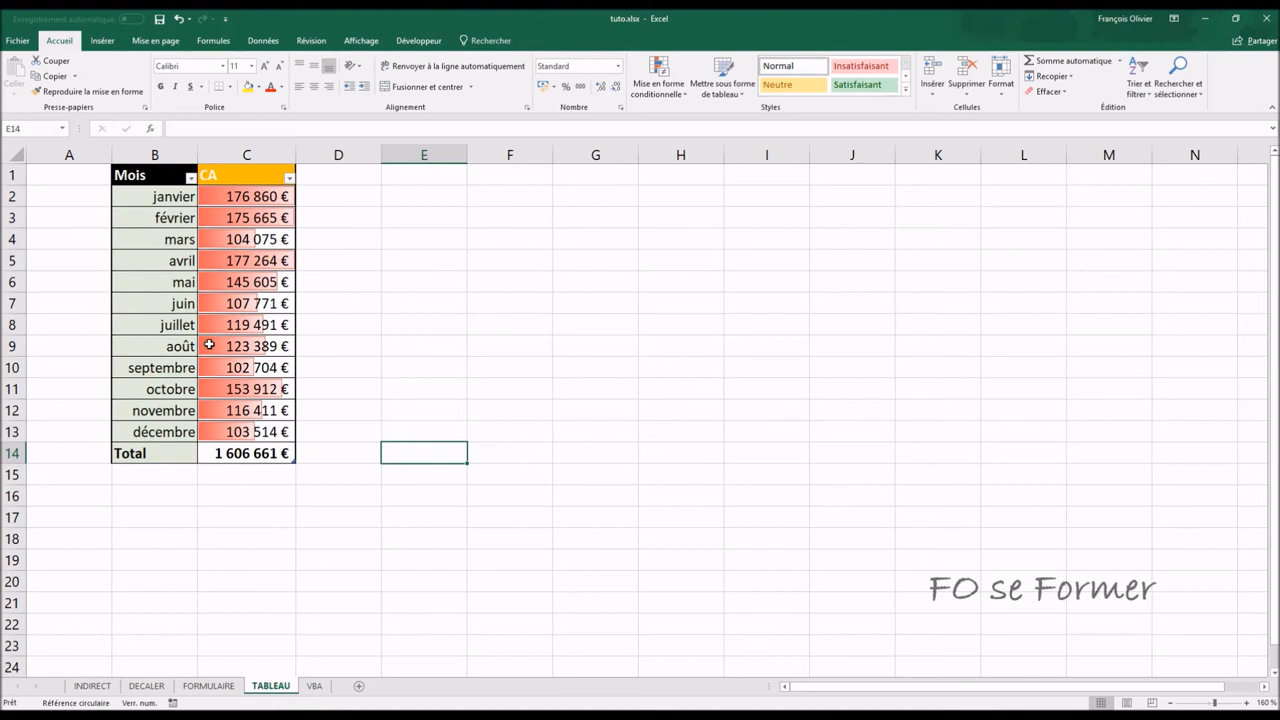 Enregistrement automatique
tuto.xlsx - Excel
François Olivier
Fichier Accueil Insérer Mise en page Formules Données Révision Affichage Développeur Rechercher Partager
Coller
Couper
Copier
Reproduire la mise en forme
Presse-papiers
Calibri 11
G I S
Police
Renvoyer à la ligne automatiquement
Fusionner et centrer
Alignement
Standard
% 000
Nombre
Mise en forme conditionnelle
Mettre sous forme de tableau
Normal Insatisfaisant
Neutre Satisfaisant
Styles
Insérer Supprimer Format
Cellules
Somme automatique
Recopier
Effacer
Trier et filtrer
Rechercher et sélectionner
Édition
E14 fx
A B C D E F G H I J K L M N
1 Mois CA
2 janvier 176 860 €
3 février 175 665 €
4 mars 104 075 €
5 avril 177 264 €
6 mai 145 605 €
7 juin 107 771 €
8 juillet 119 491 €
9 août 123 389 €
10 septembre 102 704 €
11 octobre 153 912 €
12 novembre 116 411 €
13 décembre 103 514 €
14 Total 1 606 661 €
15
16
17
18
19
20
21
22
23
24
FO se Former
INDIRECT DECALER FORMULAIRE TABLEAU VBA
Prêt Référence circulaire Verr. num. 160 %